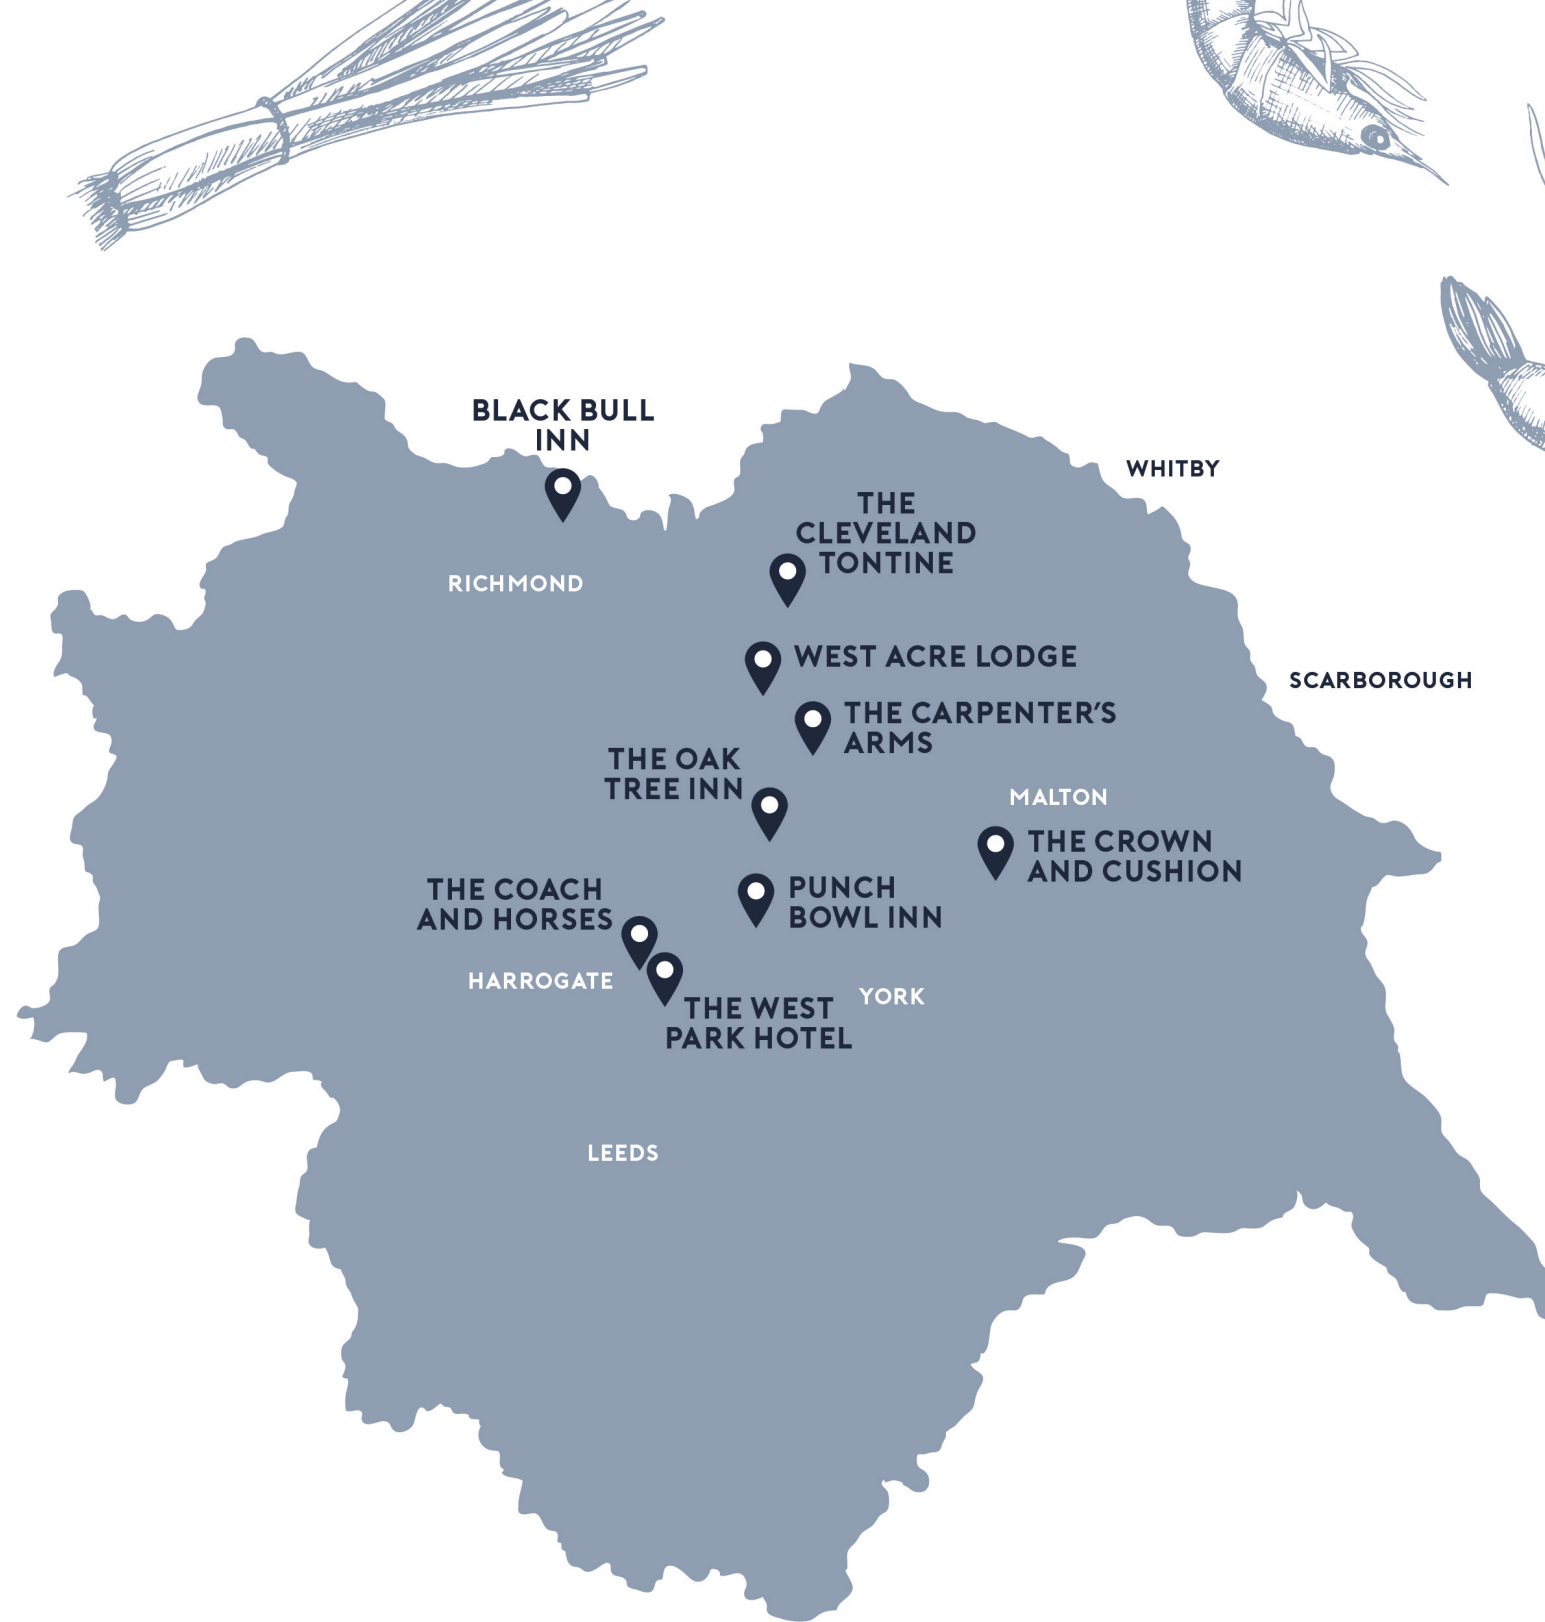 BLACK BULL
INN
WHITBY
THE
CLEVELAND
TONTINE
RICHMOND
WEST ACRE LODGE
SCARBOROUGH
THE CARPENTER’S
ARMS
THE OAK
TREE INN
MALTON
THE CROWN
AND CUSHION
THE COACH
AND HORSES
PUNCH
BOWL INN
HARROGATE
YORK
THE WEST
PARK HOTEL
LEEDS